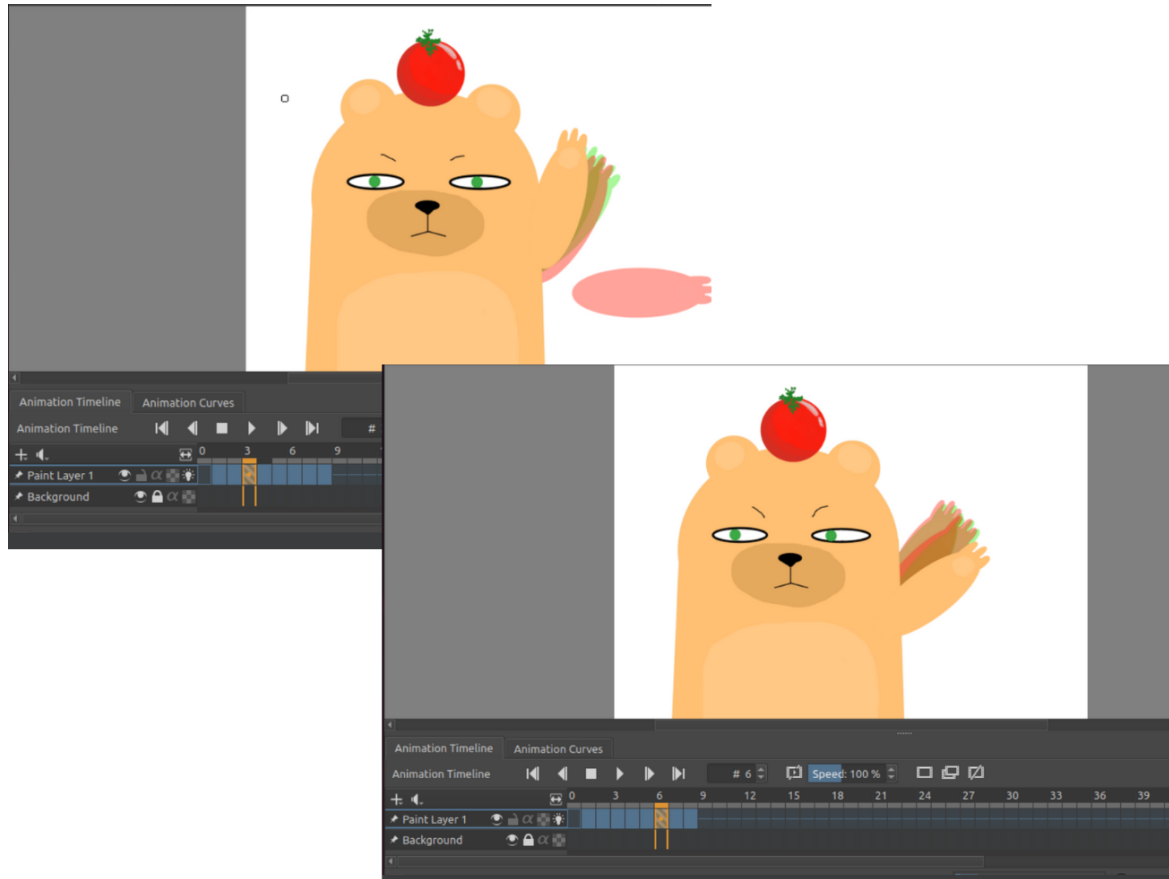 Animation Timeline Animation Curves
Animation Timeline #
0 3 6 9
Paint Layer 1 α
Background α
Animation Timeline Animation Curves
Animation Timeline # 6 Speed: 100 %
0 3 6 9 12 15 18 21 24 27 30 33 36 39
Paint Layer 1 α
Background α